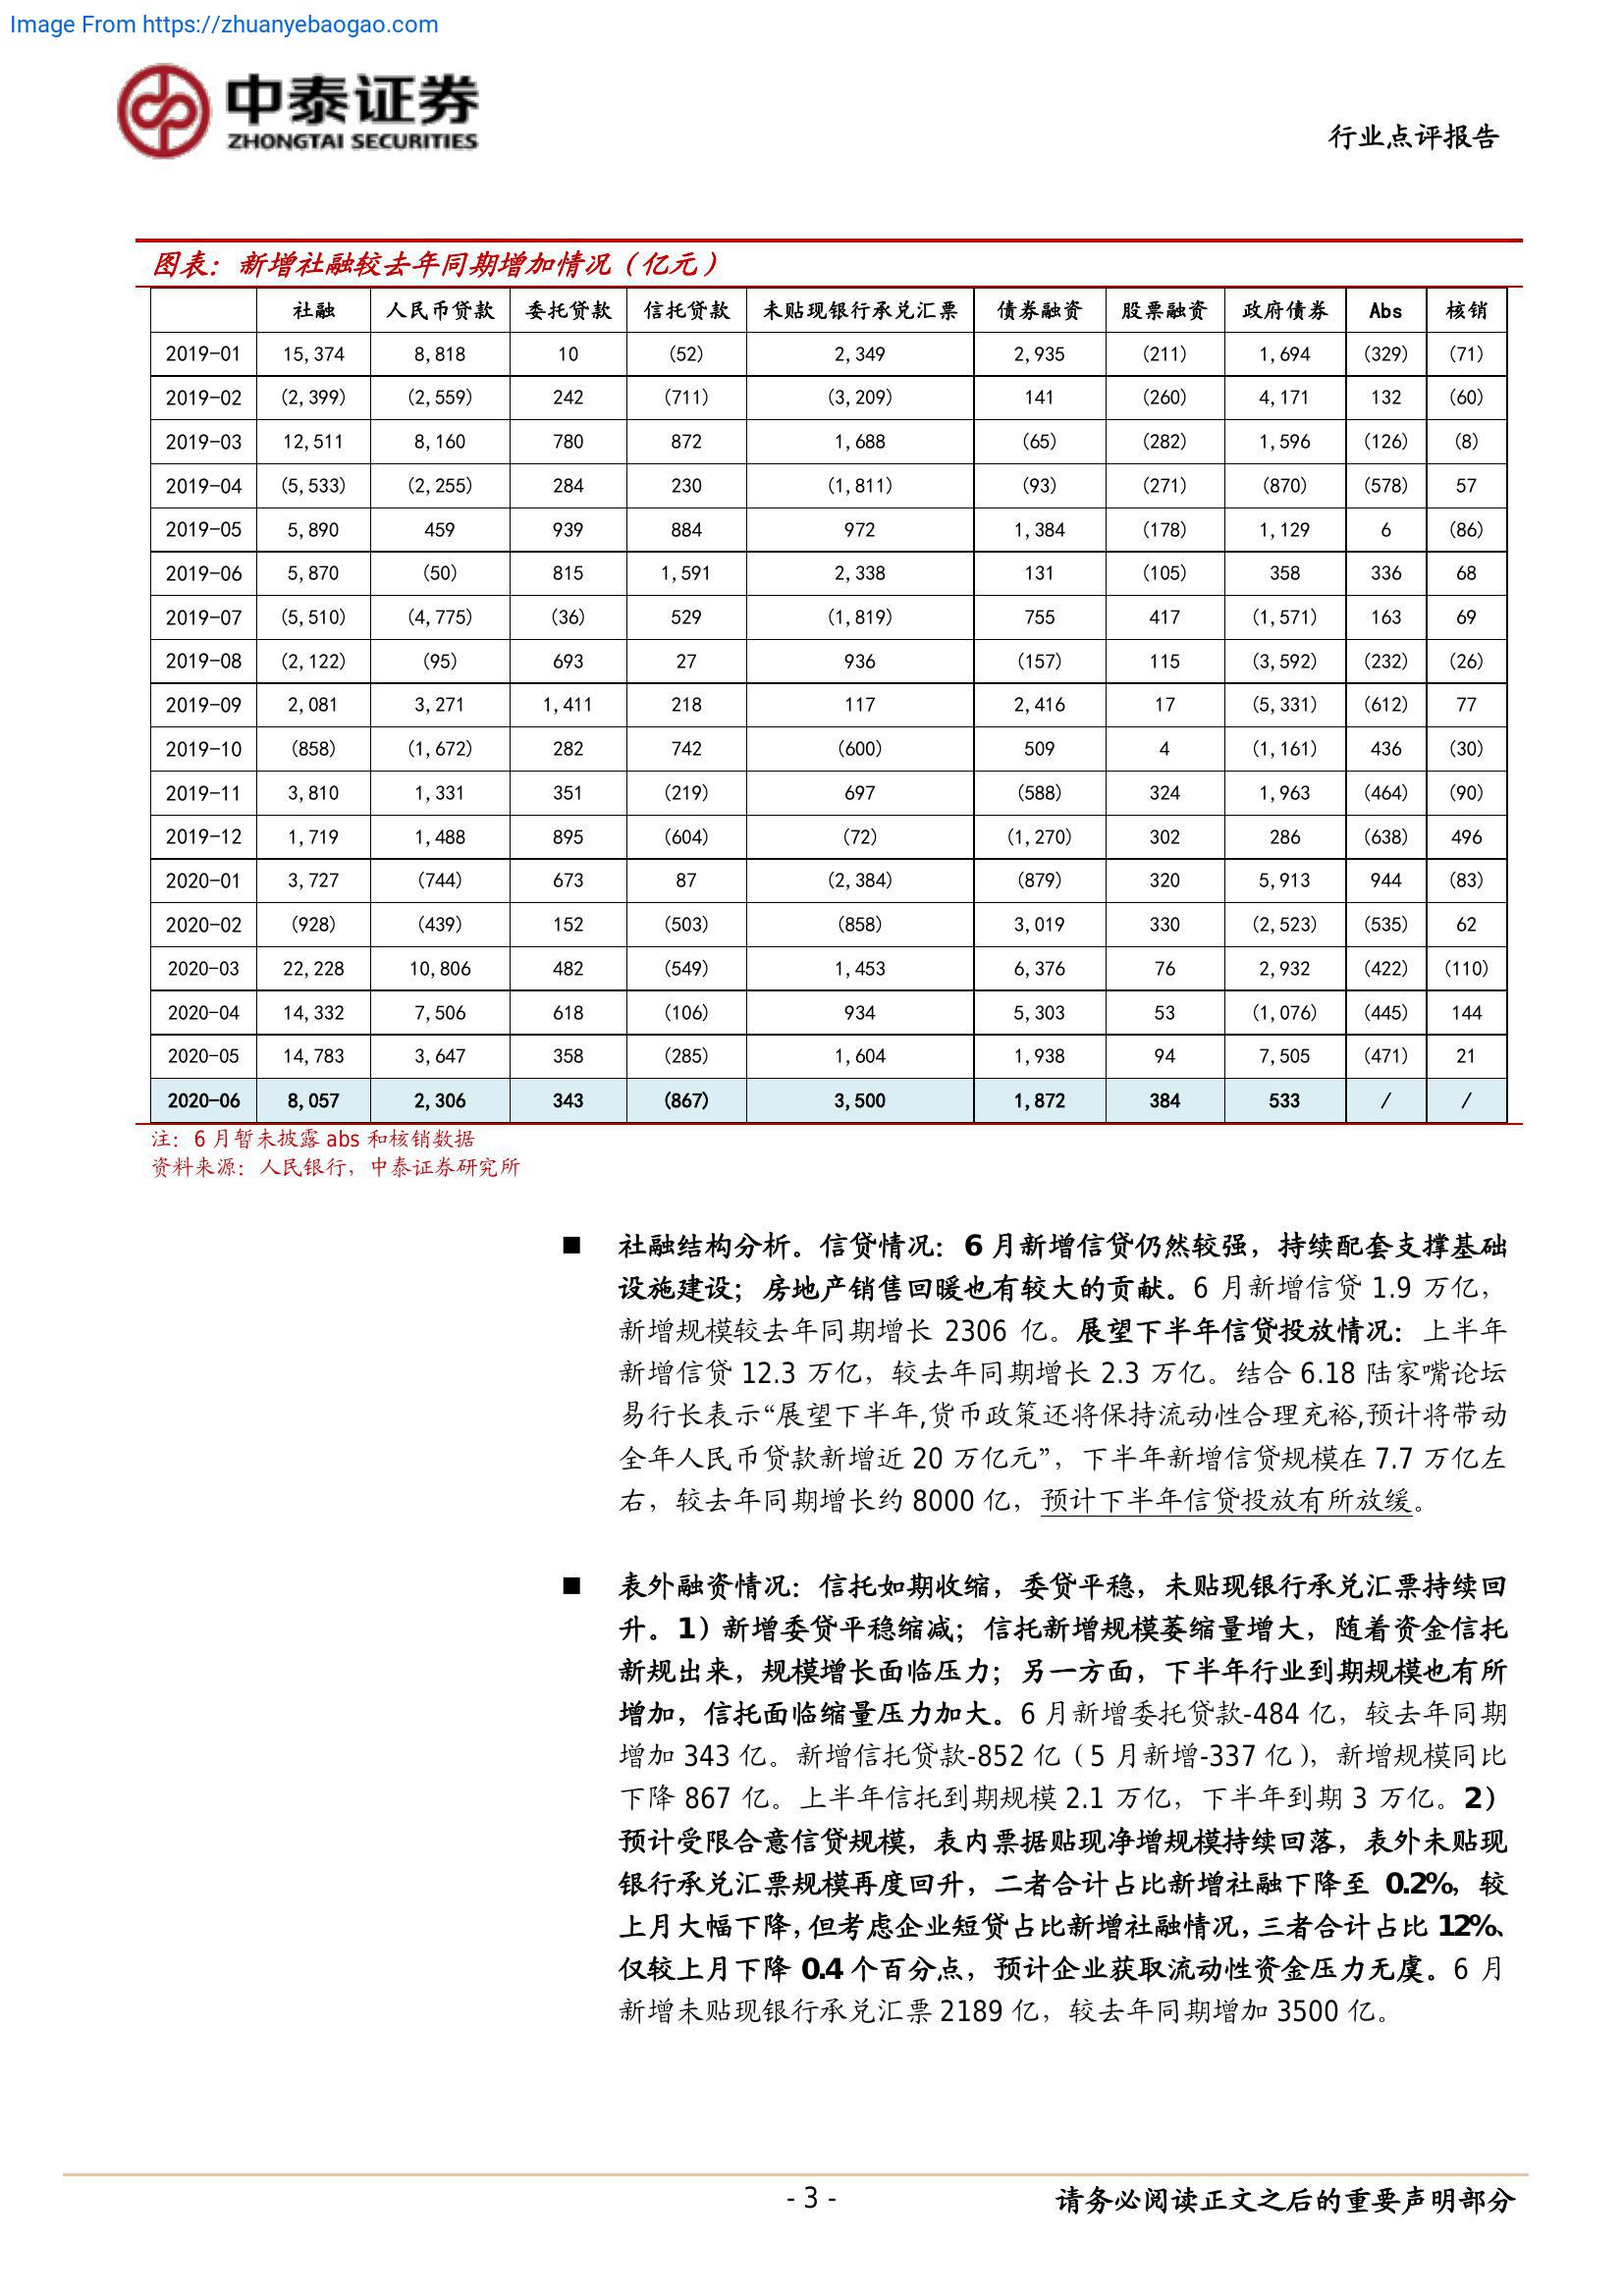 Image From https://zhuanyebaogao.com
中泰证券
ZHONGTAI SECURITIES
行业点评报告
图表：新增社融较去年同期增加情况（亿元）
社融 人民币贷款 委托贷款 信托贷款 未贴现银行承兑汇票 债券融资 股票融资 政府债券 Abs 核销
2019-01 15,374 8,818 10 (52) 2,349 2,935 (211) 1,694 (329) (71)
2019-02 (2,399) (2,559) 242 (711) (3,209) 141 (260) 4,171 132 (60)
2019-03 12,511 8,160 780 872 1,688 (65) (282) 1,596 (126) (8)
2019-04 (5,533) (2,255) 284 230 (1,811) (93) (271) (870) (578) 57
2019-05 5,890 459 939 884 972 1,384 (178) 1,129 6 (86)
2019-06 5,870 (50) 815 1,591 2,338 131 (105) 358 336 68
2019-07 (5,510) (4,775) (36) 529 (1,819) 755 417 (1,571) 163 69
2019-08 (2,122) (95) 693 27 936 (157) 115 (3,592) (232) (26)
2019-09 2,081 3,271 1,411 218 117 2,416 17 (5,331) (612) 77
2019-10 (858) (1,672) 282 742 (600) 509 4 (1,161) 436 (30)
2019-11 3,810 1,331 351 (219) 697 (588) 324 1,963 (464) (90)
2019-12 1,719 1,488 895 (604) (72) (1,270) 302 286 (638) 496
2020-01 3,727 (744) 673 87 (2,384) (879) 320 5,913 944 (83)
2020-02 (928) (439) 152 (503) (858) 3,019 330 (2,523) (535) 62
2020-03 22,228 10,806 482 (549) 1,453 6,376 76 2,932 (422) (110)
2020-04 14,332 7,506 618 (106) 934 5,303 53 (1,076) (445) 144
2020-05 14,783 3,647 358 (285) 1,604 1,938 94 7,505 (471) 21
2020-06 8,057 2,306 343 (867) 3,500 1,872 384 533 / /
注：6 月暂未披露 abs 和核销数据
资料来源：人民银行，中泰证券研究所
■ 社融结构分析。信贷情况：6 月新增信贷仍然较强，持续配套支撑基础
设施建设；房地产销售回暖也有较大的贡献。6 月新增信贷 1.9 万亿，
新增规模较去年同期增长 2306 亿。展望下半年信贷投放情况：上半年
新增信贷 12.3 万亿，较去年同期增长 2.3 万亿。结合 6.18 陆家嘴论坛
易行长表示“展望下半年,货币政策还将保持流动性合理充裕,预计将带动
全年人民币贷款新增近 20 万亿元”，下半年新增信贷规模在 7.7 万亿左
右，较去年同期增长约 8000 亿，预计下半年信贷投放有所放缓。
■ 表外融资情况：信托如期收缩，委贷平稳，未贴现银行承兑汇票持续回
升。1）新增委贷平稳缩减；信托新增规模萎缩量增大，随着资金信托
新规出来，规模增长面临压力；另一方面，下半年行业到期规模也有所
增加，信托面临缩量压力加大。6 月新增委托贷款-484 亿，较去年同期
增加 343 亿。新增信托贷款-852 亿（5 月新增-337 亿），新增规模同比
下降 867 亿。上半年信托到期规模 2.1 万亿，下半年到期 3 万亿。2）
预计受限合意信贷规模，表内票据贴现净增规模持续回落，表外未贴现
银行承兑汇票规模再度回升，二者合计占比新增社融下降至 0.2%，较
上月大幅下降，但考虑企业短贷占比新增社融情况，三者合计占比 12%、
仅较上月下降 0.4 个百分点，预计企业获取流动性资金压力无虞。6 月
新增未贴现银行承兑汇票 2189 亿，较去年同期增加 3500 亿。
- 3 -
请务必阅读正文之后的重要声明部分